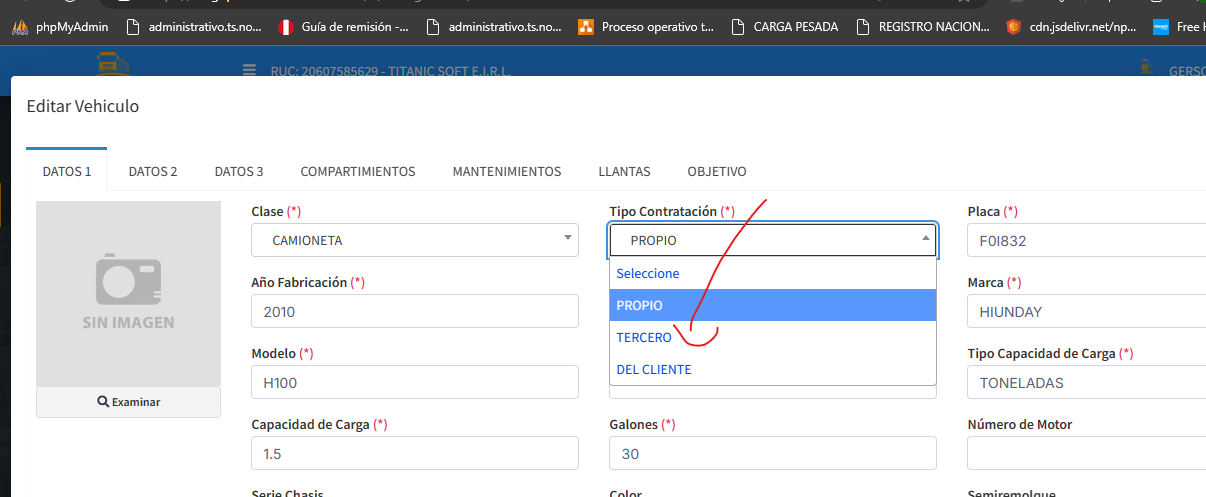 phpMyAdmin administrativo.ts.no... Guía de remisión -... administrativo.ts.no... Proceso operativo t... CARGA PESADA REGISTRO NACION... cdn.jsdelivr.net/np... Free
RUC: 20607585629 - TITANIC SOFT E.I.R.L.
Editar Vehiculo
DATOS 1 DATOS 2 DATOS 3 COMPARTIMIENTOS MANTENIMIENTOS LLANTAS OBJETIVO
Clase (*) Tipo Contratación (*) Placa (*)
CAMIONETA PROPIO F0I832
Seleccione
Año Fabricación (*) Marca (*)
2010 PROPIO HIUNDAY
SIN IMAGEN
TERCERO
Modelo (*) Tipo Capacidad de Carga (*)
DEL CLIENTE
H100 TONELADAS
Examinar
Capacidad de Carga (*) Galones (*) Número de Motor
1.5 30
Serie Chasis Color Semiremolque